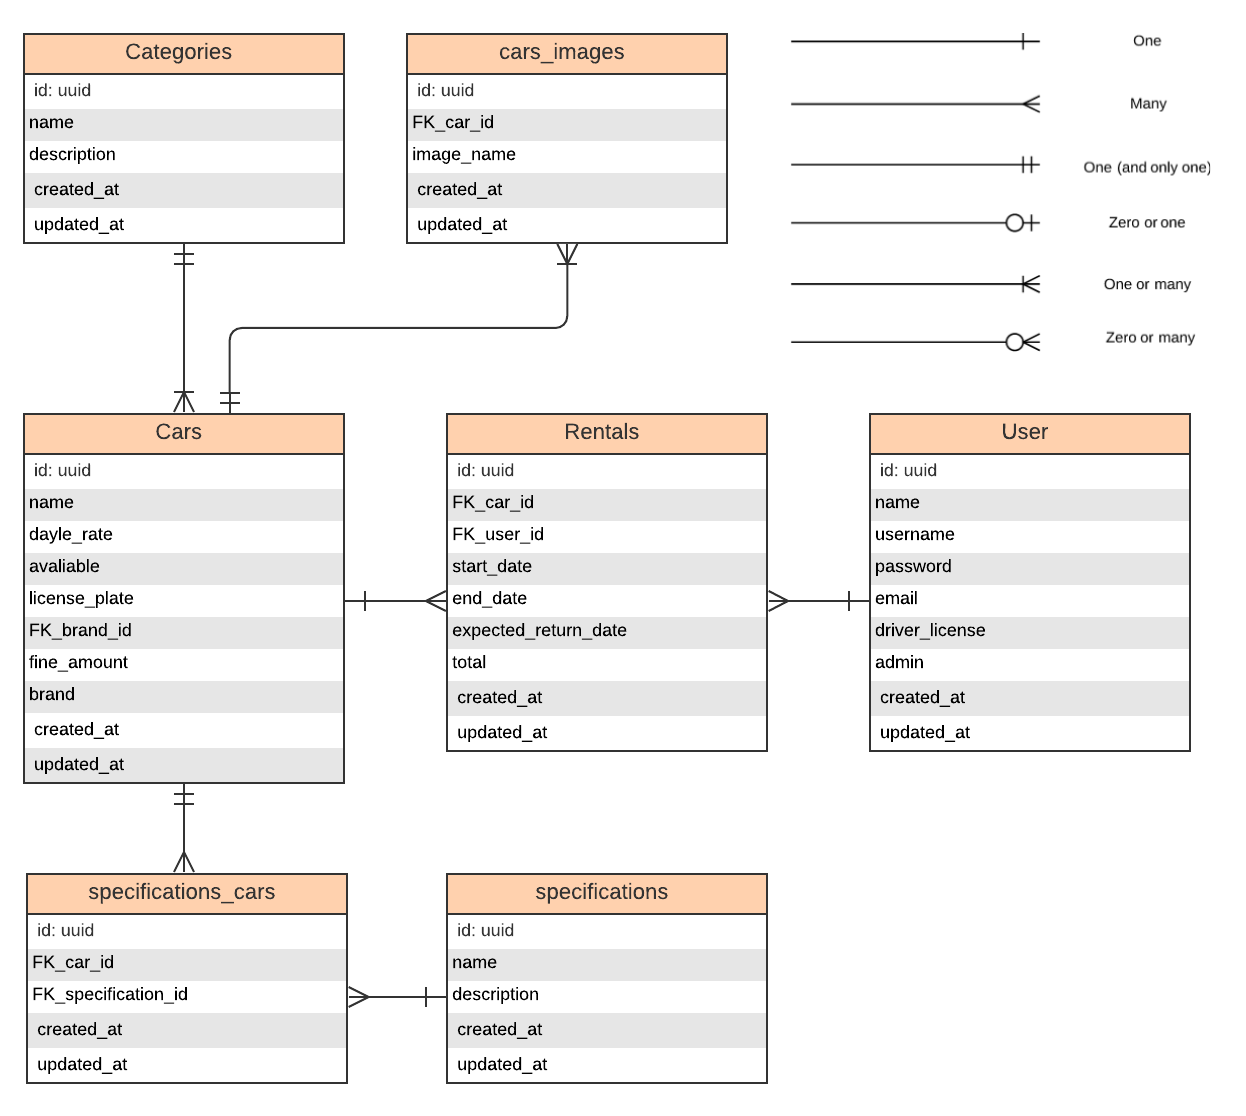 Categories
id: uuid
name
description
created_at
updated_at
cars_images
id: uuid
FK_car_id
image_name
created_at
updated_at
One
Many
One (and only one)
Zero or one
One or many
Zero or many
Cars
id: uuid
name
dayle_rate
avaliable
license_plate
FK_brand_id
fine_amount
brand
created_at
updated_at
Rentals
id: uuid
FK_car_id
FK_user_id
start_date
end_date
expected_return_date
total
created_at
updated_at
User
id: uuid
name
username
password
email
driver_license
admin
created_at
updated_at
specifications_cars
id: uuid
FK_car_id
FK_specification_id
created_at
updated_at
specifications
id: uuid
name
description
created_at
updated_at